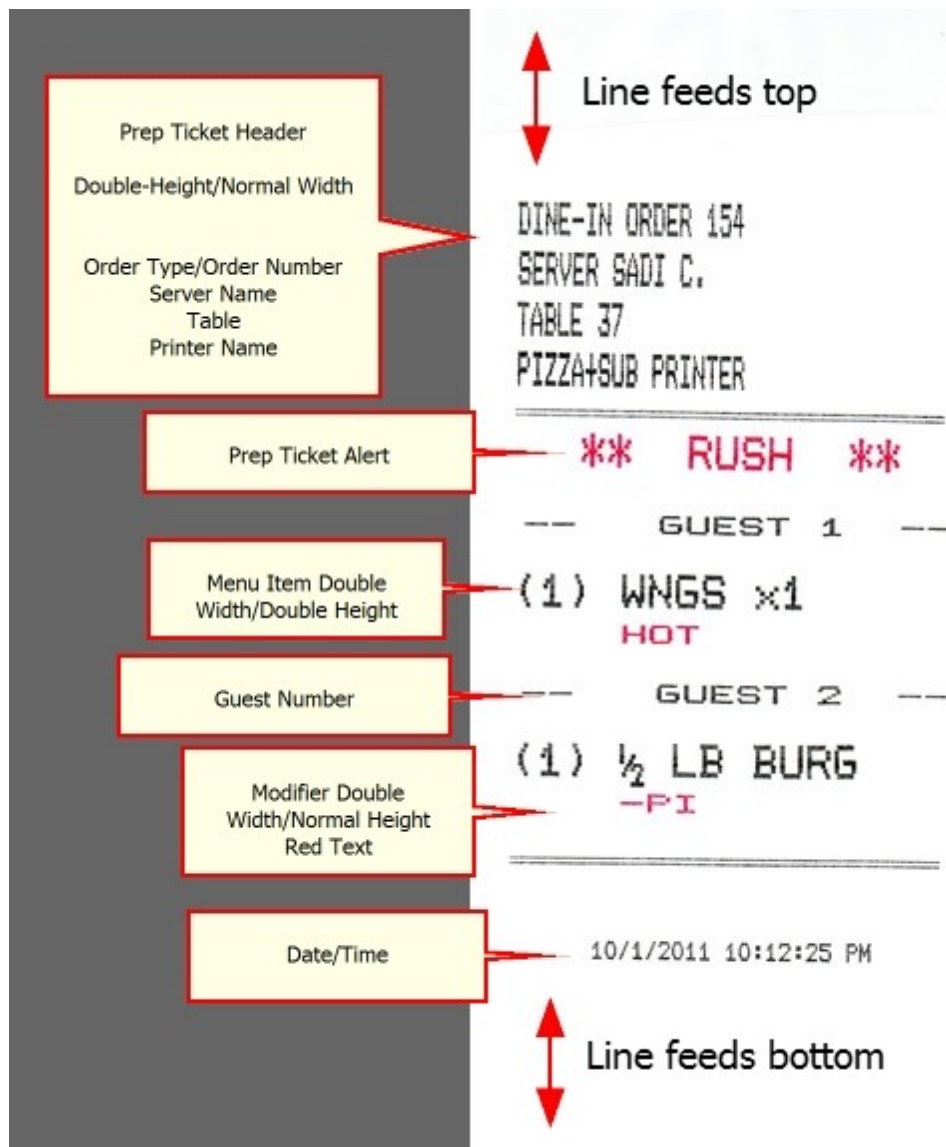 Line feeds top
Prep Ticket Header
Double-Height/Normal Width
Order Type/Order Number
Server Name
Table
Printer Name
DINE-IN ORDER 154
SERVER SADI C.
TABLE 37
PIZZA+SUB PRINTER
Prep Ticket Alert
** RUSH **
-- GUEST 1 --
Menu Item Double
Width/Double Height
(1) WNGS x1
HOT
Guest Number
-- GUEST 2 --
(1) ½ LB BURG
-PI
Modifier Double
Width/Normal Height
Red Text
Date/Time
10/1/2011 10:12:25 PM
Line feeds bottom